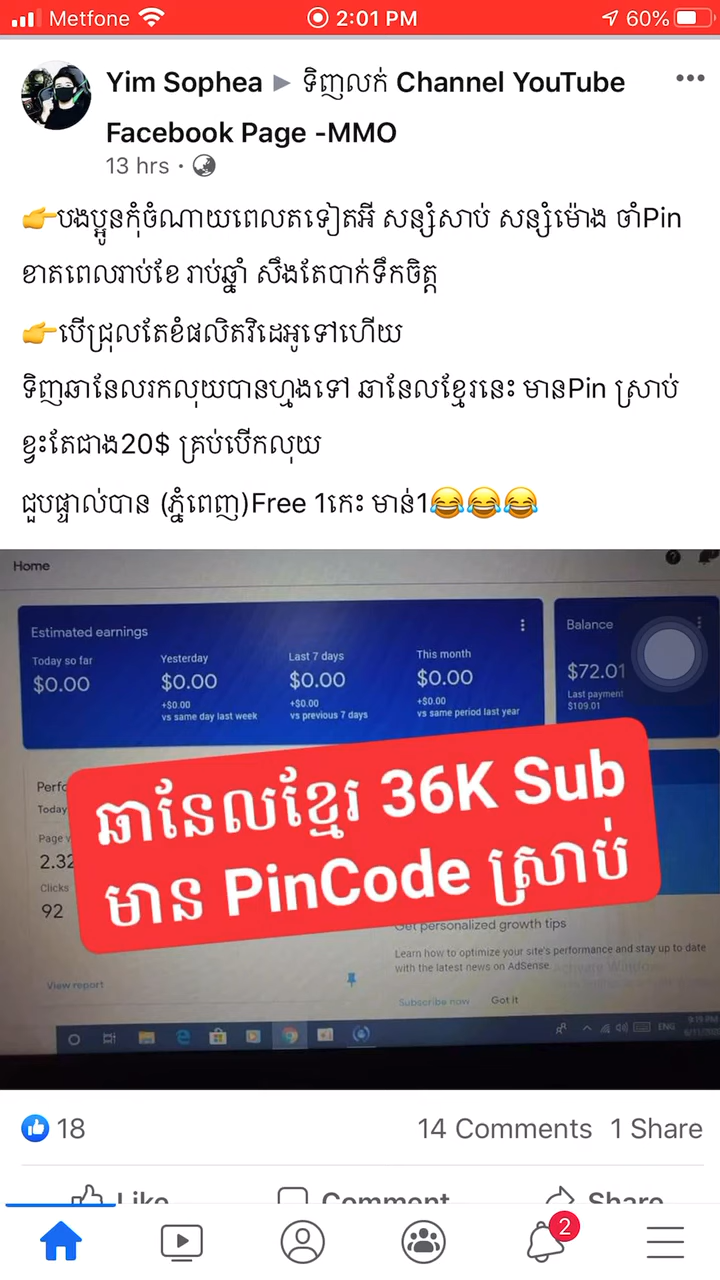 Metfone 2:01 PM 60%
Yim Sophea ▶ ទិញលក់ Channel YouTube
Facebook Page -MMO
13 hrs ·
👉បងប្អូនកុំចំណាយពេលតទៀតអី សន្សំសាប់ សន្សំម៉ោង ចាំPin
ខាតពេលរាប់ខែ រាប់ឆ្នាំ សឹងតែបាក់ទឹកចិត្ត
👉បើជ្រុលតែខំផលិតវិដេអូទៅហើយ
ទិញឆានែលរកលុយបានហ្មងទៅ ឆានែលខ្មែរនេះ មានPin ស្រាប់
ខ្វះតែជាង20$ គ្រប់បើកលុយ
ជួបផ្ទាល់បាន (ភ្នំពេញ)Free 1កេះ មាន់1😂😂😂
Home
Estimated earnings
Today so far
$0.00
Yesterday
$0.00
+$0.00
vs same day last week
Last 7 days
$0.00
+$0.00
vs previous 7 days
This month
$0.00
+$0.00
vs same period last year
Balance
$72.01
Last payment
$109.01
ឆានែលខ្មែរ 36K Sub
មាន PinCode ស្រាប់
Today
2.32
Clicks
92
View report
Get personalized growth tips
Learn how to optimize your site's performance and stay up to date
with the latest news on AdSense.
Subscribe now Got it
ENG
18 14 Comments 1 Share
Like Comment Share
2